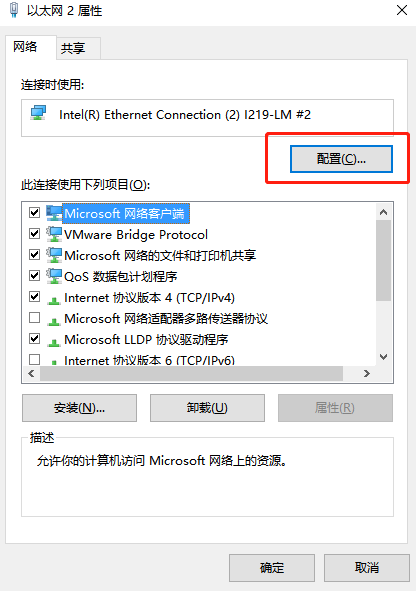 以太网 2 属性
网络 共享
连接时使用:
Intel(R) Ethernet Connection (2) I219-LM #2
配置(C)...
此连接使用下列项目(O):
Microsoft 网络客户端
VMware Bridge Protocol
Microsoft 网络的文件和打印机共享
QoS 数据包计划程序
Internet 协议版本 4 (TCP/IPv4)
Microsoft 网络适配器多路传送器协议
Microsoft LLDP 协议驱动程序
Internet 协议版本 6 (TCP/IPv6)
安装(N)... 卸载(U) 属性(R)
描述
允许你的计算机访问 Microsoft 网络上的资源。
确定 取消